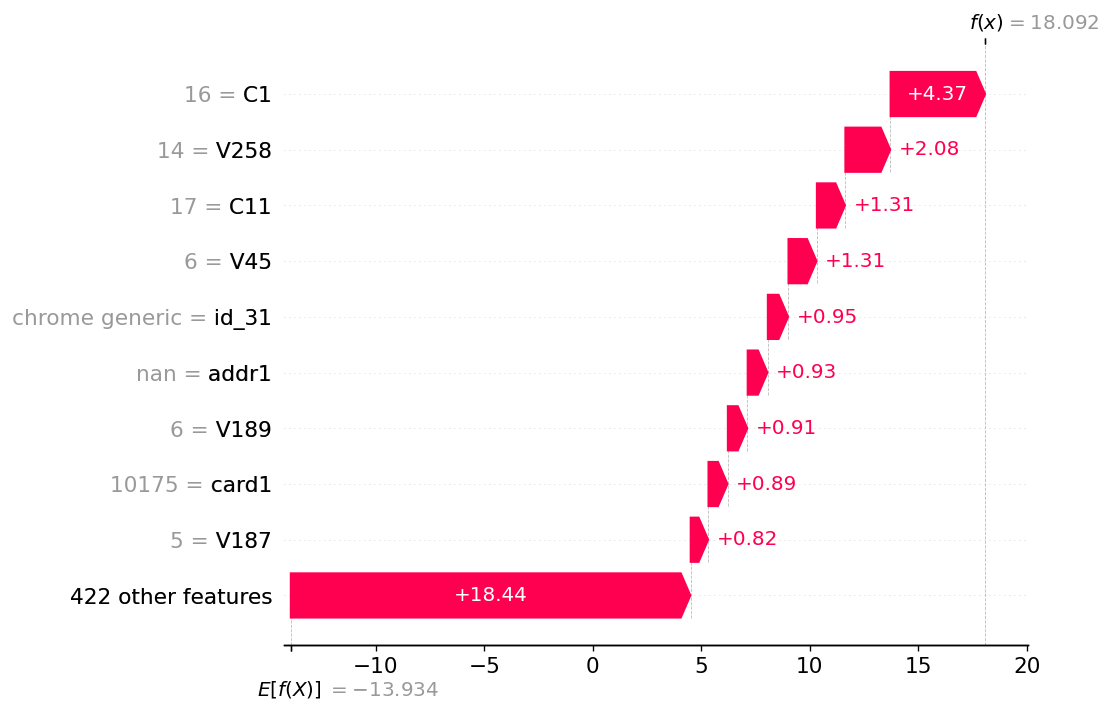 f(x) = 18.092
16 = C1
+4.37
14 = V258
+2.08
17 = C11
+1.31
6 = V45
+1.31
chrome generic = id_31
+0.95
nan = addr1
+0.93
6 = V189
+0.91
10175 = card1
+0.89
5 = V187
+0.82
422 other features
+18.44
−10 −5 0 5 10 15 20
E[f(X)] = −13.934